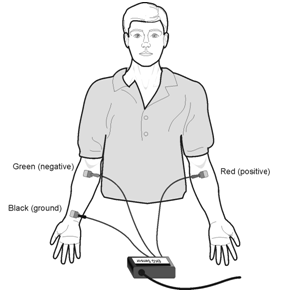 Green (negative)
Red (positive)
Black (ground)